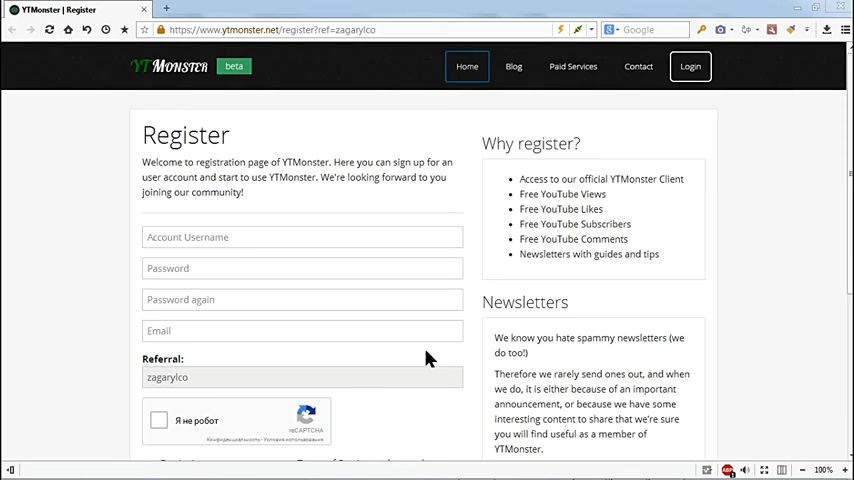 YTMonster | Register
https://www.ytmonster.net/register?ref=zagarylco
Google
YTMonster beta
Home Blog Paid Services Contact Login
Register
Welcome to registration page of YTMonster. Here you can sign up for an
user account and start to use YTMonster. We're looking forward to you
joining our community!
Account Username
Password
Password again
Email
Referral:
zagarylco
Я не робот
reCAPTCHA
Конфиденциальность - Условия использования
Why register?
Access to our official YTMonster Client
Free YouTube Views
Free YouTube Likes
Free YouTube Subscribers
Free YouTube Comments
Newsletters with guides and tips
Newsletters
We know you hate spammy newsletters (we
do too!)
Therefore we rarely send ones out, and when
we do, it is either because of an important
announcement, or because we have some
interesting content to share that we're sure
you will find useful as a member of
YTMonster.
ABP
100%